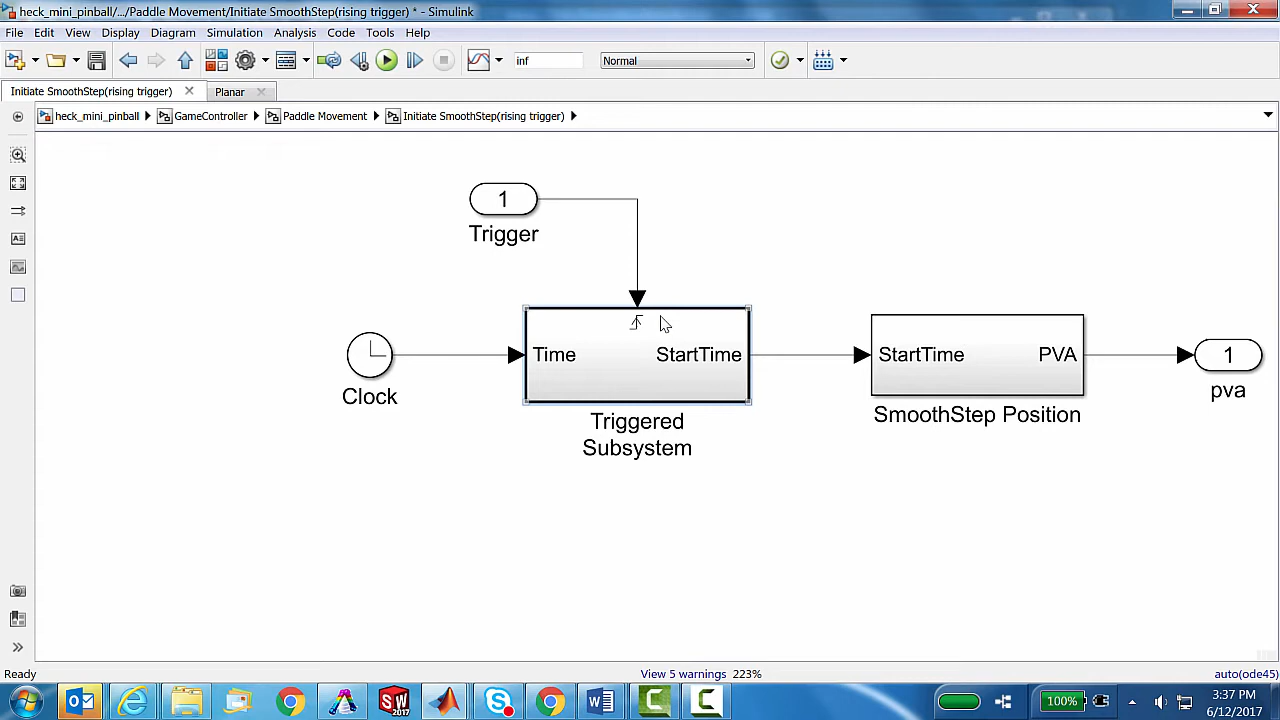 heck_mini_pinball/.../Paddle Movement/Initiate SmoothStep(rising trigger) * - Simulink
File Edit View Display Diagram Simulation Analysis Code Tools Help
inf Normal
Initiate SmoothStep(rising trigger) Planar
heck_mini_pinball GameController Paddle Movement Initiate SmoothStep(rising trigger)
1
Trigger
Time StartTime
StartTime PVA
1
Clock
Triggered
Subsystem
SmoothStep Position
pva
Ready View 5 warnings 223% auto(ode45)
SW
2017
W
100%
3:37 PM
6/12/2017